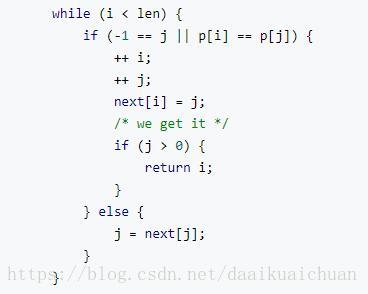 while (i < len) {
    if (-1 == j || p[i] == p[j]) {
        ++ i;
        ++ j;
        next[i] = j;
        /* we get it */
        if (j > 0) {
            return i;
        }
    } else {
        j = next[j];
    }
}
https://blog.csdn.net/daaikuaichuan